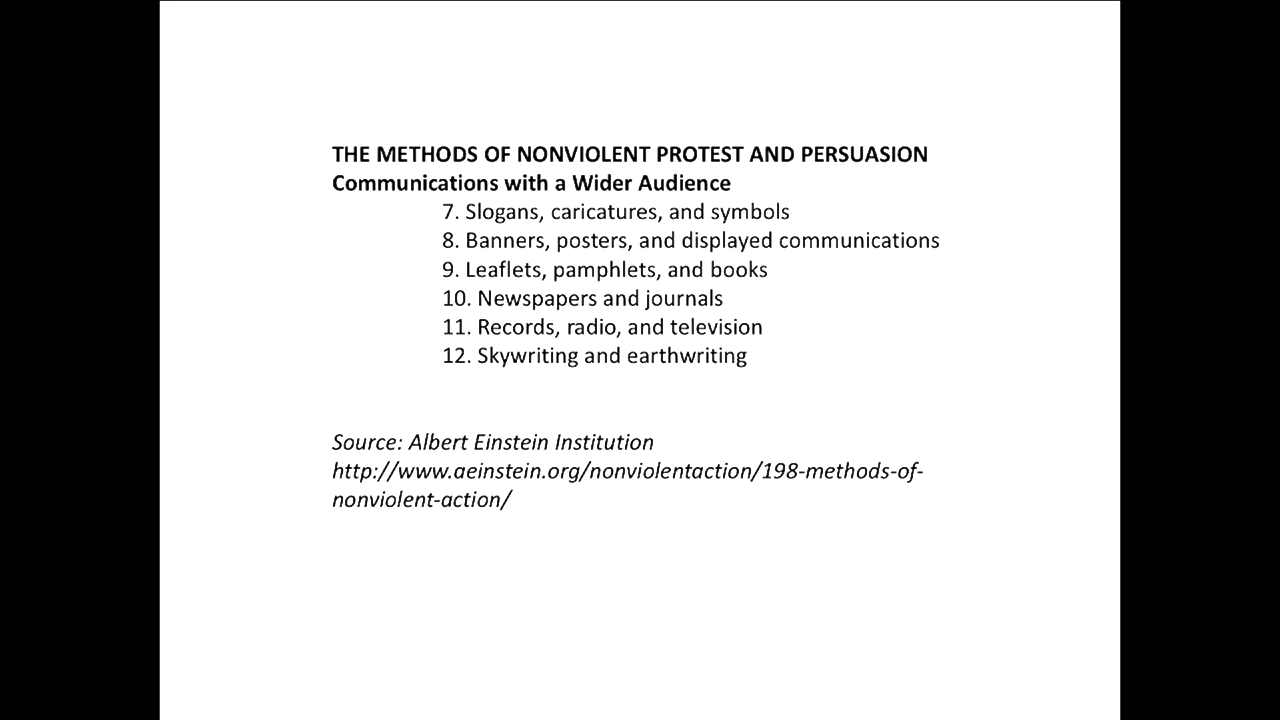 THE METHODS OF NONVIOLENT PROTEST AND PERSUASION
Communications with a Wider Audience
7. Slogans, caricatures, and symbols
8. Banners, posters, and displayed communications
9. Leaflets, pamphlets, and books
10. Newspapers and journals
11. Records, radio, and television
12. Skywriting and earthwriting
Source: Albert Einstein Institution
http://www.aeinstein.org/nonviolentaction/198-methods-of-
nonviolent-action/